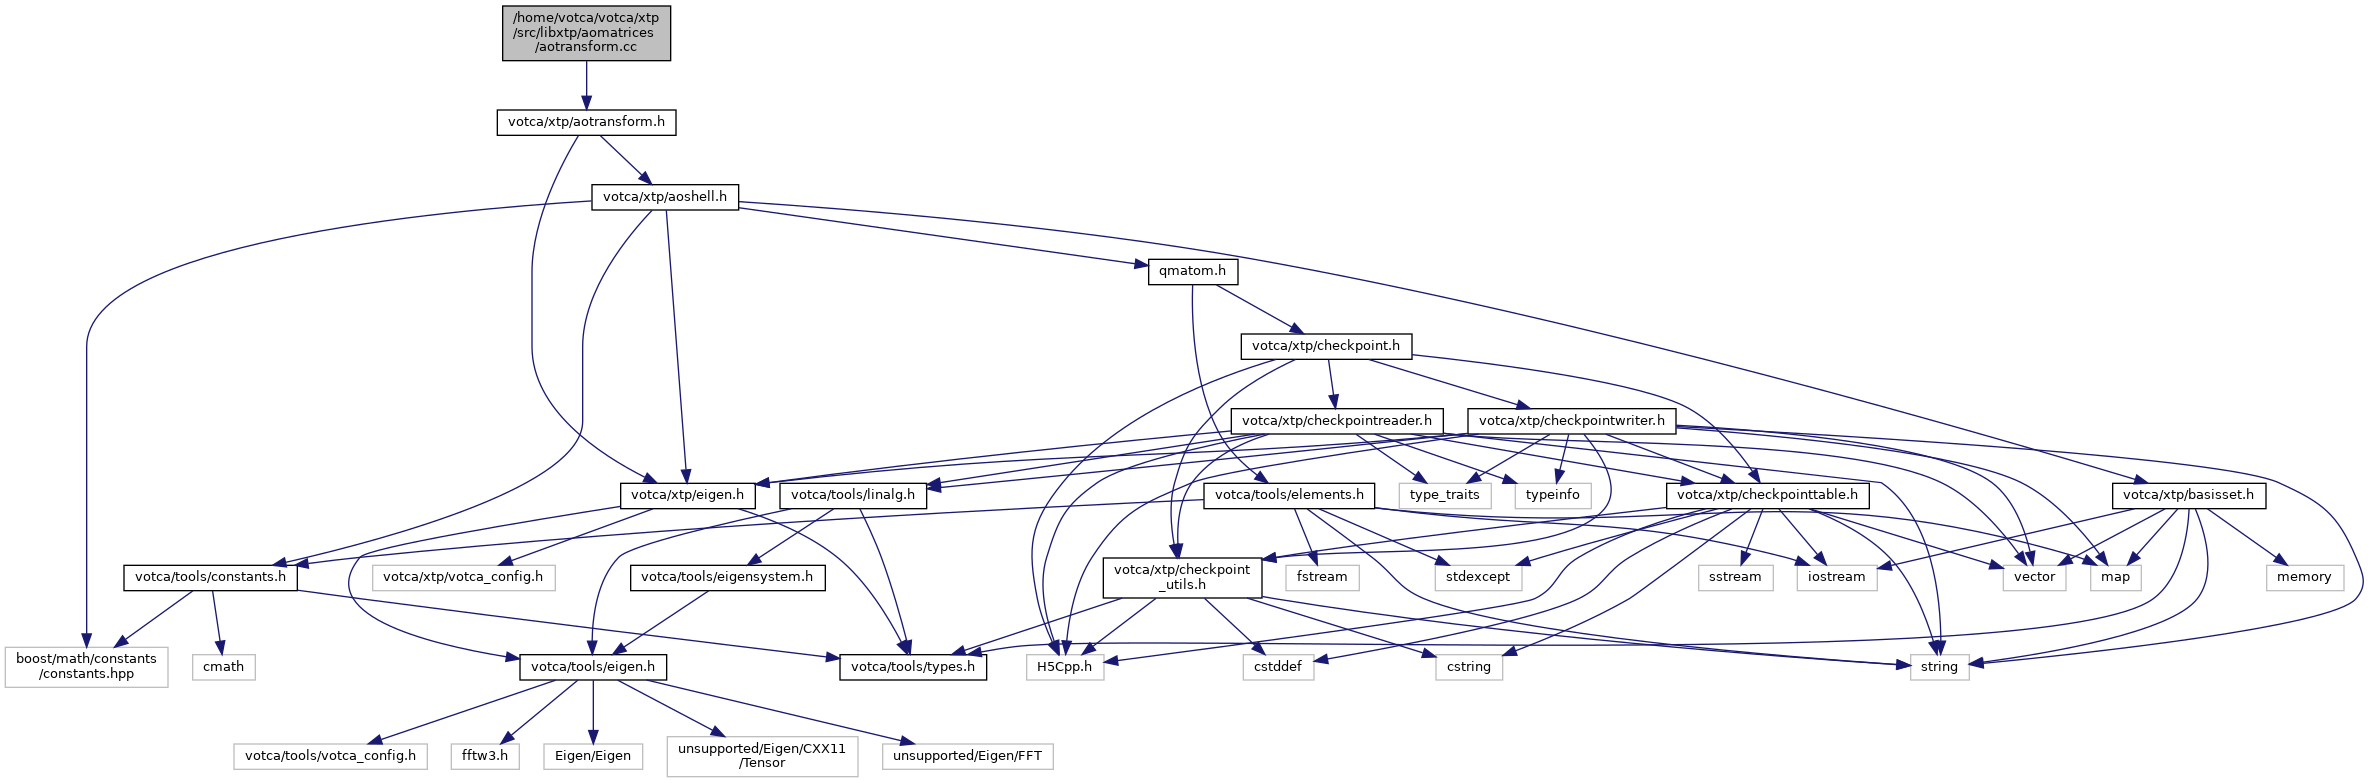 /home/votca/votca/xtp
/src/libxtp/aomatrices
/aotransform.cc
votca/xtp/aotransform.h
votca/xtp/aoshell.h
qmatom.h
votca/xtp/checkpoint.h
votca/xtp/checkpointreader.h
votca/xtp/checkpointwriter.h
votca/xtp/eigen.h
votca/tools/linalg.h
votca/tools/elements.h
type_traits
typeinfo
votca/xtp/checkpointtable.h
votca/xtp/basisset.h
votca/tools/constants.h
votca/xtp/votca_config.h
votca/tools/eigensystem.h
votca/xtp/checkpoint
_utils.h
fstream
stdexcept
sstream
iostream
vector
map
memory
boost/math/constants
/constants.hpp
cmath
votca/tools/eigen.h
votca/tools/types.h
H5Cpp.h
cstddef
cstring
string
votca/tools/votca_config.h
fftw3.h
Eigen/Eigen
unsupported/Eigen/CXX11
/Tensor
unsupported/Eigen/FFT